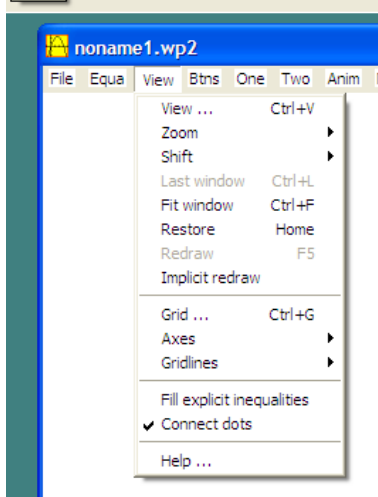 noname1.wp2
File Equa View Btns One Two Anim
View ... Ctrl+V
Zoom
Shift
Last window Ctrl+L
Fit window Ctrl+F
Restore Home
Redraw F5
Implicit redraw
Grid ... Ctrl+G
Axes
Gridlines
Fill explicit inequalities
Connect dots
Help ...